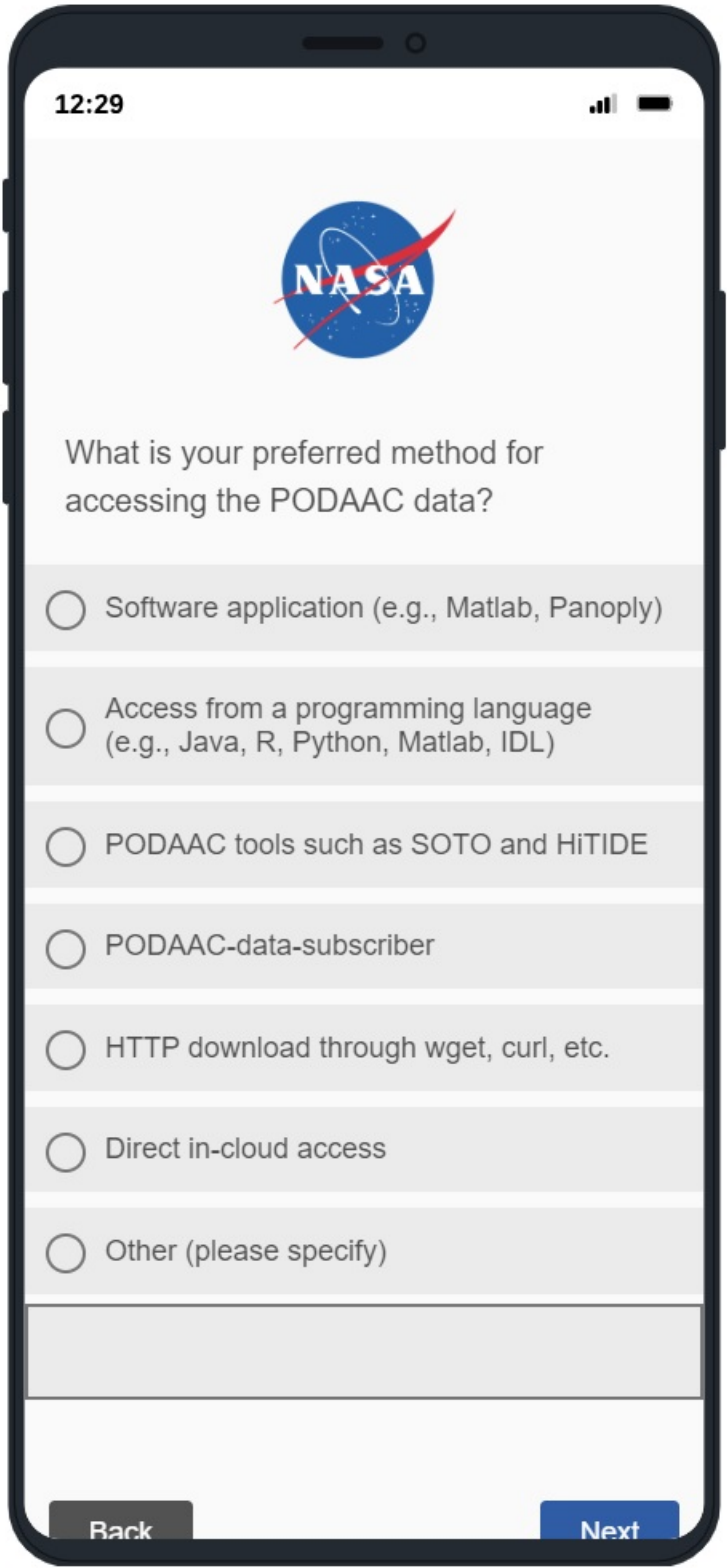 12:29
NASA
What is your preferred method for
accessing the PODAAC data?
Software application (e.g., Matlab, Panoply)
Access from a programming language
(e.g., Java, R, Python, Matlab, IDL)
PODAAC tools such as SOTO and HiTIDE
PODAAC-data-subscriber
HTTP download through wget, curl, etc.
Direct in-cloud access
Other (please specify)
Back
Next